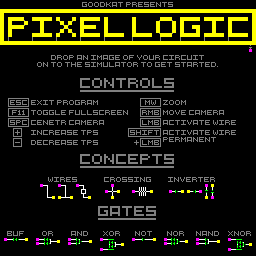 GOODKAT PRESENTS
PIXEL LOGIC
DROP AN IMAGE OF YOUR CIRCUIT
ON TO THE SIMULATOR TO GET STARTED.
CONTROLS
ESC EXIT PROGRAM MW ZOOM
F11 TOGGLE FULLSCREEN RMB MOVE CAMERA
SPC CENETR CAMERA LMB ACTIVATE WIRE
+ INCREASE TPS SHIFT ACTIVATE WIRE
- DECREASE TPS +LMB PERMANENT
CONCEPTS
WIRES CROSSING INVERTER
GATES
BUF OR AND XOR NOT NOR NAND XNOR